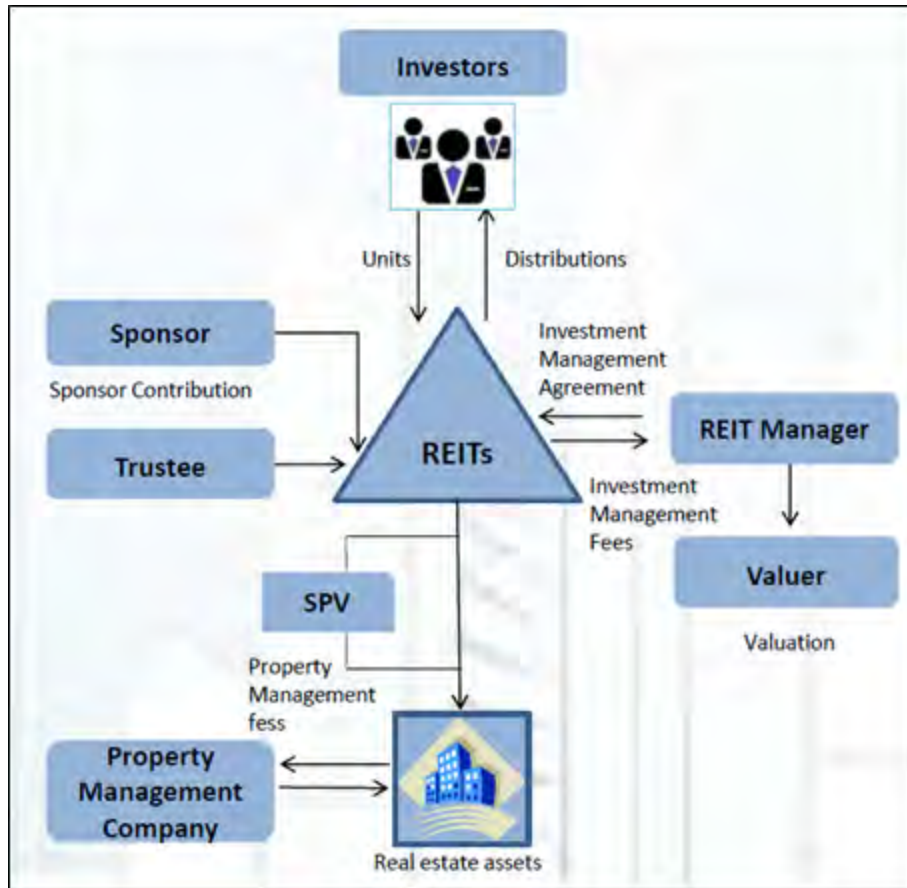 Investors
Units
Distributions
Sponsor
Sponsor Contribution
Investment
Management
Agreement
Trustee
REITs
REIT Manager
Investment
Management
Fees
SPV
Valuer
Valuation
Property
Management
fess
Property
Management
Company
Real estate assets